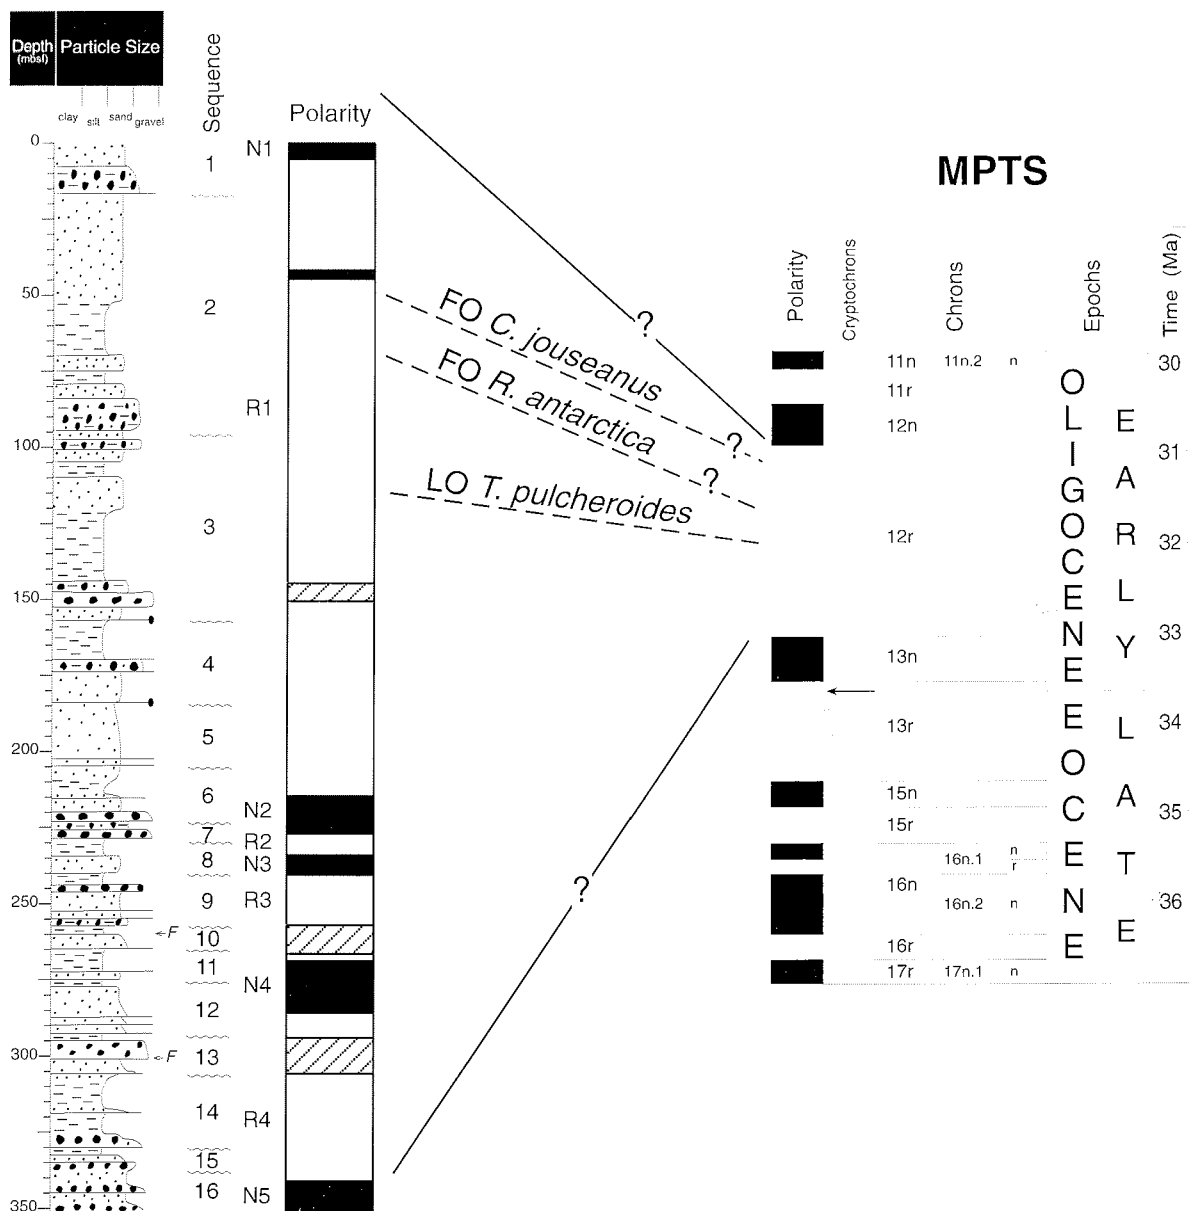 Depth
(mbsf)
Particle Size
clay
silt
sand
gravel
Sequence
Polarity
0
50
100
150
200
250
300
350
1
2
3
4
5
6
7
8
9
10
11
12
13
14
15
16
F
F
N1
R1
N2
R2
N3
R3
N4
R4
N5
?
FO C. jouseanus
?
FO R. antarctica
?
LO T. pulcheroides
?
MPTS
Polarity
Cryptochrons
Chrons
Epochs
Time (Ma)
11n 11n.2 n
11r
12n
12r
13n
13r
15n
15r
16n.1 n
r
16n
16n.2 n
16r
17r 17n.1 n
OLIGOCENE
EARLY
EOCENE
LATE
30
31
32
33
34
35
36